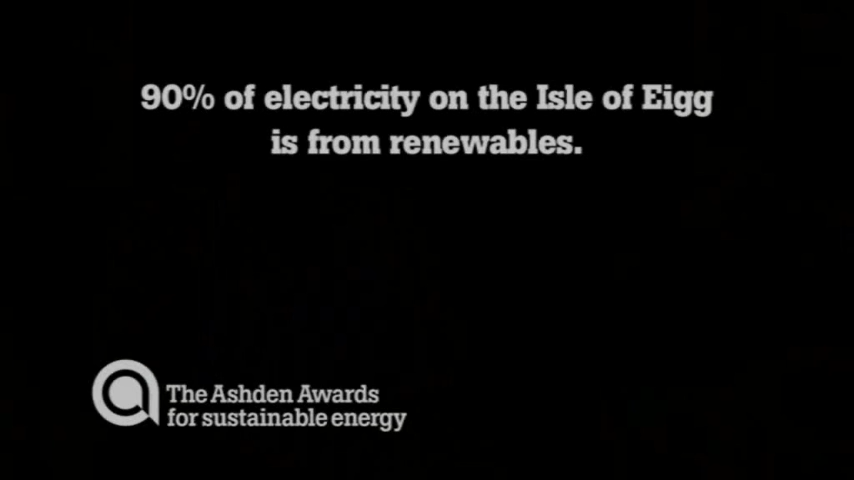 90% of electricity on the Isle of Eigg
is from renewables.
The Ashden Awards
for sustainable energy